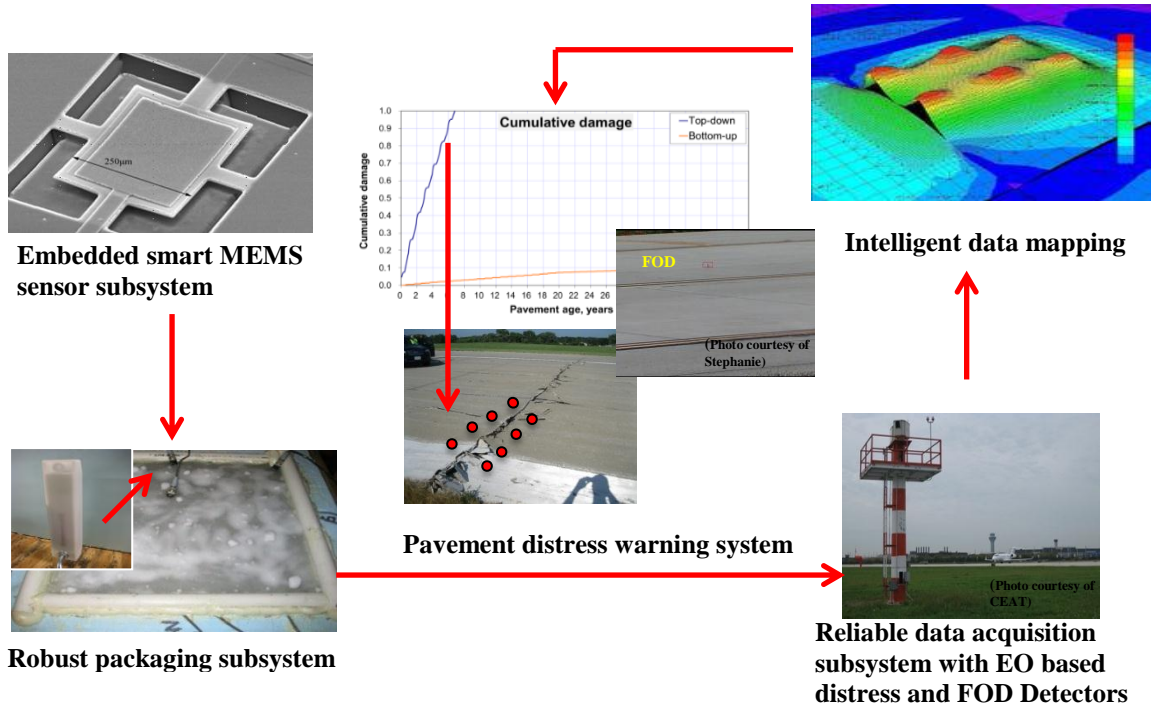 250μm
Embedded smart MEMS
sensor subsystem
Cumulative damage
Top-down
Bottom-up
Cumulative damage
1.0
0.9
0.8
0.7
0.6
0.5
0.4
0.3
0.2
0.1
0.0
0 2 4 6 8 10 12 14 16 18 20 22 24 26
Pavement age, years
FOD
(Photo courtesy of
Stephanie)
Intelligent data mapping
Pavement distress warning system
Robust packaging subsystem
(Photo courtesy of
CEAT)
Reliable data acquisition
subsystem with EO based
distress and FOD Detectors